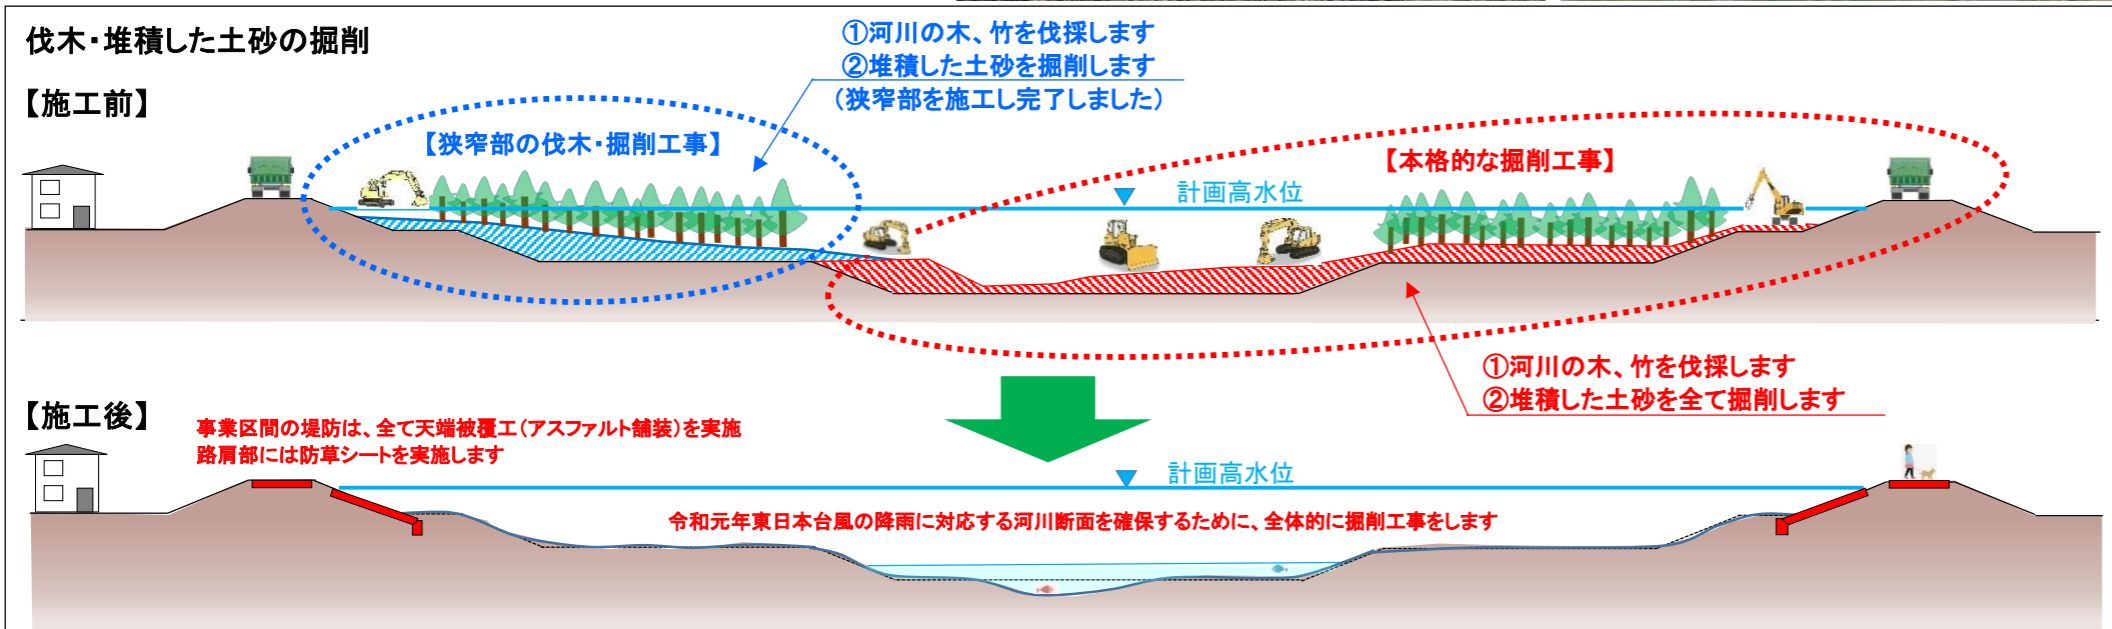 伐木・堆積した土砂の掘削
①河川の木、竹を伐採します
②堆積した土砂を掘削します
(狭窄部を施工し完了しました)
【施工前】
【狭窄部の伐木・掘削工事】
【本格的な掘削工事】
計画高水位
①河川の木、竹を伐採します
②堆積した土砂を全て掘削します
【施工後】
事業区間の堤防は、全て天端被覆工(アスファルト舗装)を実施
路肩部には防草シートを実施します
計画高水位
令和元年東日本台風の降雨に対応する河川断面を確保するために、全体的に掘削工事をします